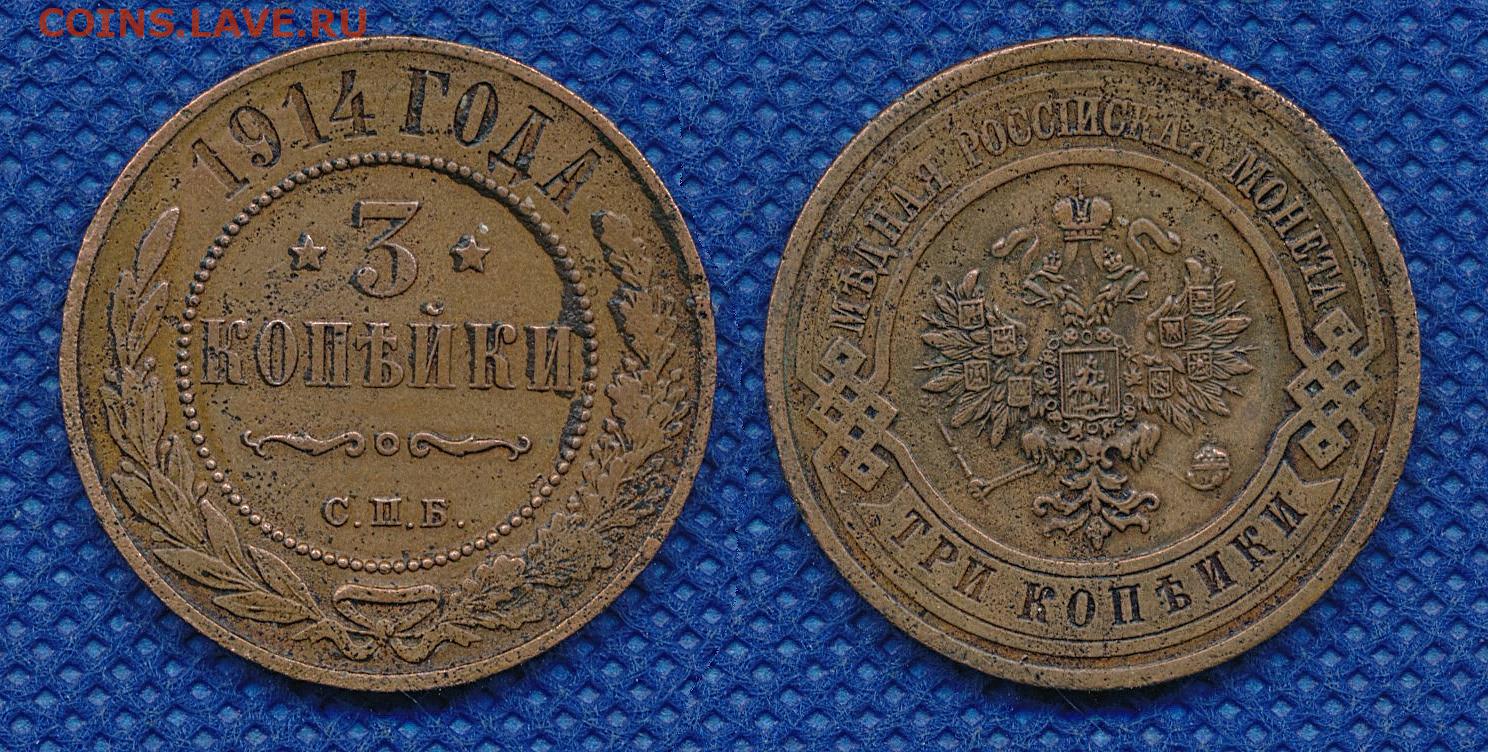 COINS.LAVE.RU
1914 ГОДА
3
КОПѢЙКИ
С.П.Б.
МѢДНАЯ РОССІЙСКАЯ МОНЕТА
ТРИ КОПѢЙКИ